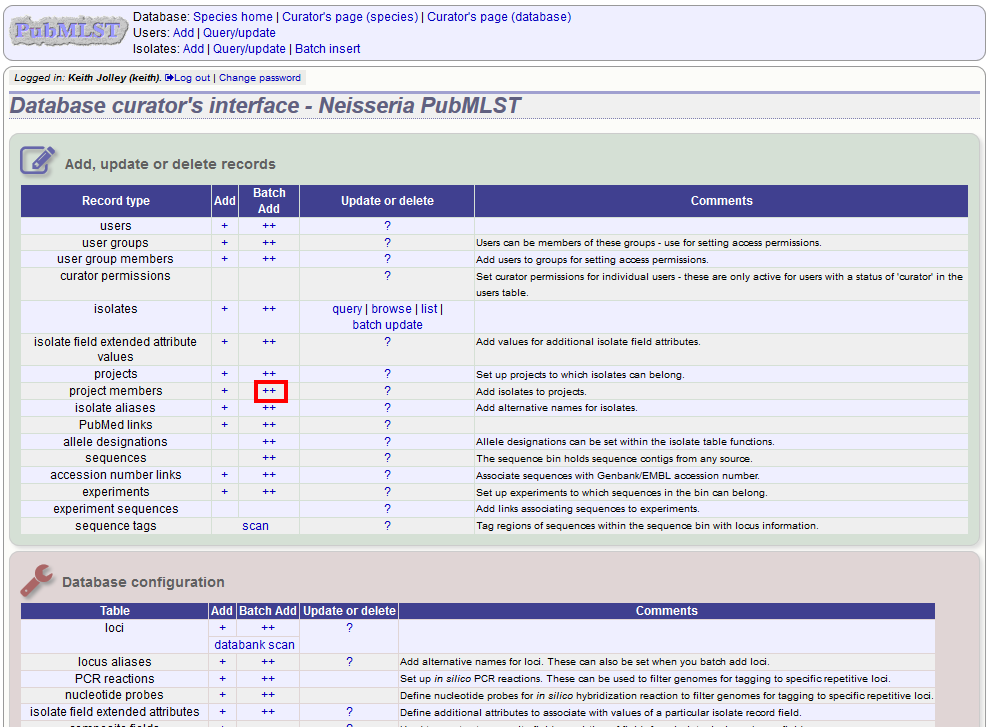 PubMLST
Database: Species home | Curator's page (species) | Curator's page (database)
Users: Add | Query/update
Isolates: Add | Query/update | Batch insert
Logged in: Keith Jolley (keith). Log out | Change password
Database curator's interface - Neisseria PubMLST
Add, update or delete records
Record type Add Batch Add Update or delete Comments
users + ++ ?
user groups + ++ ? Users can be members of these groups - use for setting access permissions.
user group members + ++ ? Add users to groups for setting access permissions.
curator permissions ? Set curator permissions for individual users - these are only active for users with a status of 'curator' in the
users table.
isolates + ++ query | browse | list |
batch update
isolate field extended attribute + ++ ? Add values for additional isolate field attributes.
values
projects + ++ ? Set up projects to which isolates can belong.
project members + ++ ? Add isolates to projects.
isolate aliases + ++ ? Add alternative names for isolates.
PubMed links + ++ ?
allele designations ++ ? Allele designations can be set within the isolate table functions.
sequences ++ ? The sequence bin holds sequence contigs from any source.
accession number links + ++ ? Associate sequences with Genbank/EMBL accession number.
experiments + ++ ? Set up experiments to which sequences in the bin can belong.
experiment sequences ? Add links associating sequences to experiments.
sequence tags scan ? Tag regions of sequences within the sequence bin with locus information.
Database configuration
Table Add Batch Add Update or delete Comments
loci + ++ ?
databank scan
locus aliases + ++ ? Add alternative names for loci. These can also be set when you batch add loci.
PCR reactions + ++ Set up in silico PCR reactions. These can be used to filter genomes for tagging to specific repetitive loci.
nucleotide probes + ++ Define nucleotide probes for in silico hybridization reaction to filter genomes for tagging to specific repetitive loci.
isolate field extended attributes + ++ ? Define additional attributes to associate with values of a particular isolate record field.